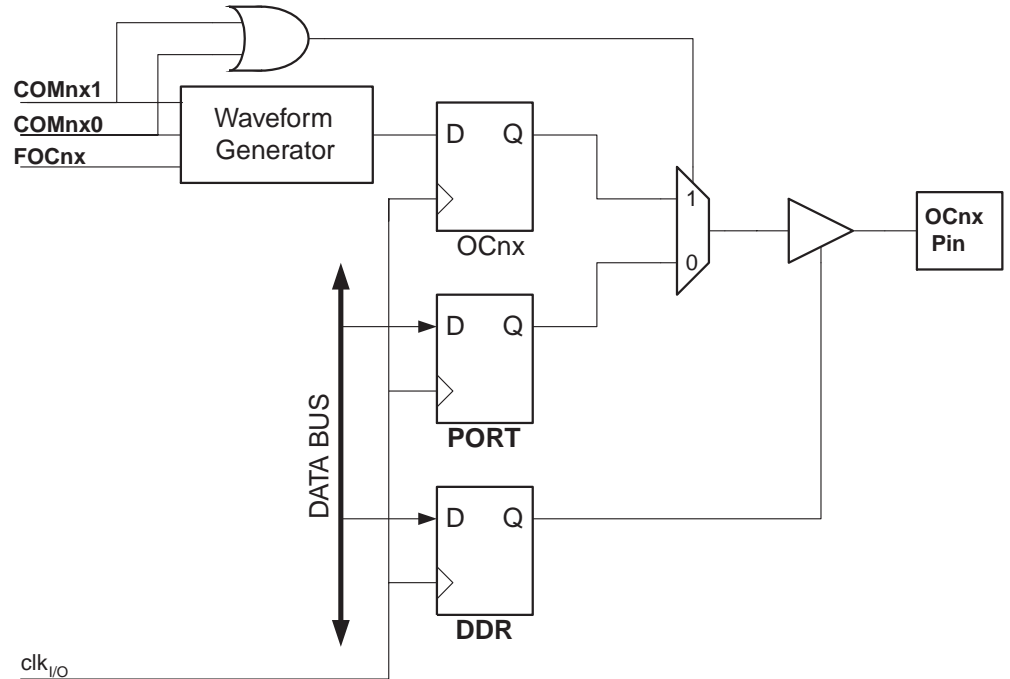 COMnx1
COMnx0
FOCnx
Waveform
Generator
D Q
OCnx
1
0
OCnx
Pin
D Q
PORT
DATA BUS
D Q
DDR
clkI/O